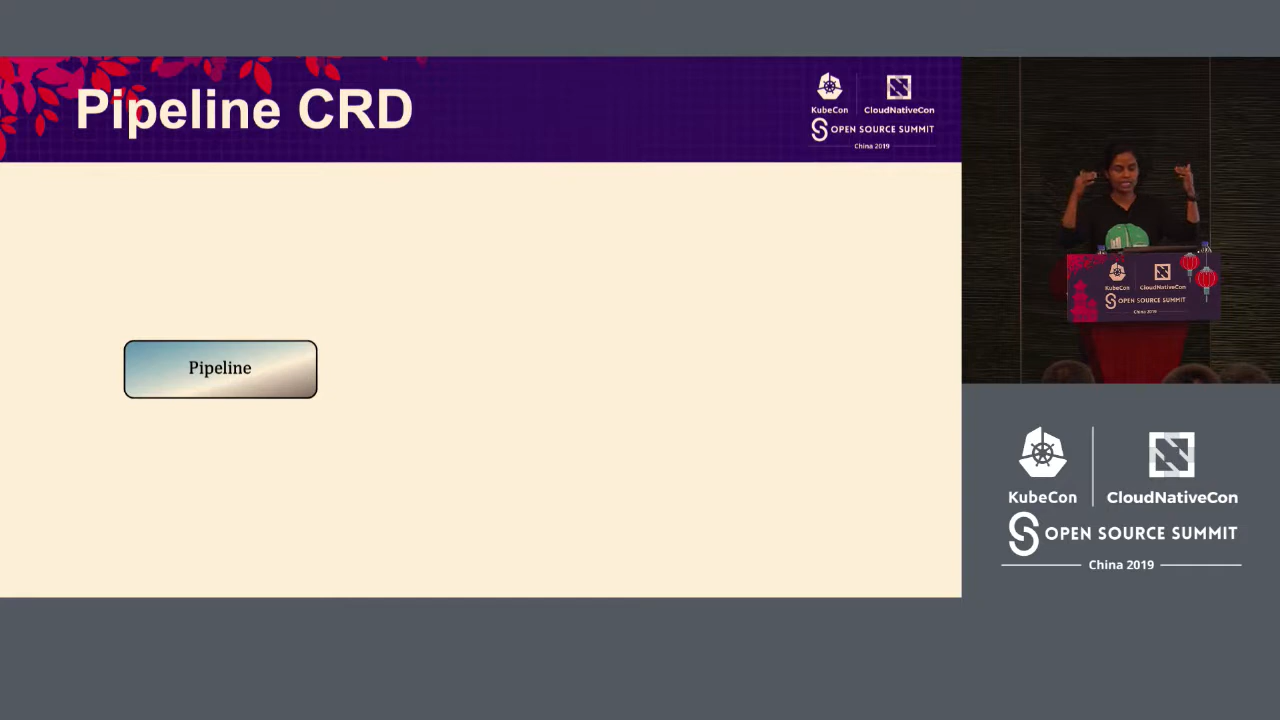 Pipeline CRD
KubeCon
CloudNativeCon
OPEN SOURCE SUMMIT
China 2019
Pipeline
KubeCon
CloudNativeCon
OPEN SOURCE SUMMIT
China 2019
KubeCon
CloudNativeCon
OPEN SOURCE SUMMIT
China 2019